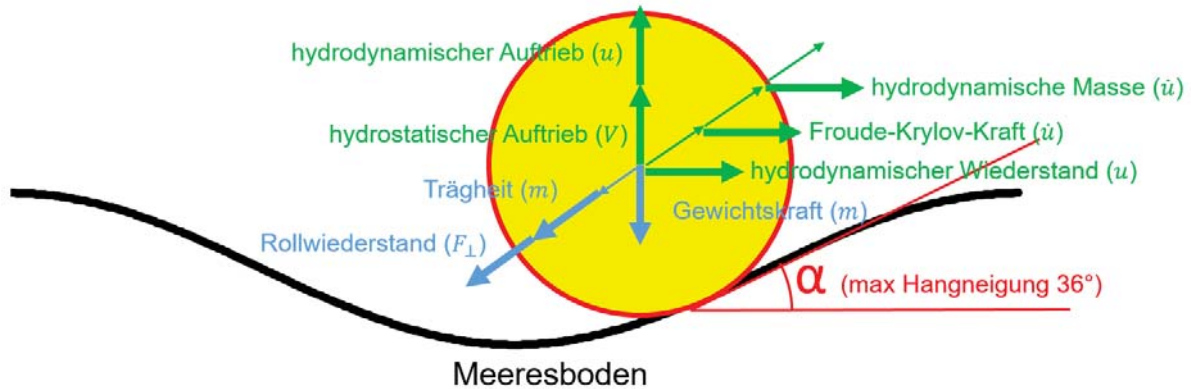 hydrodynamischer Auftrieb (u)
hydrodynamische Masse (u̇)
hydrostatischer Auftrieb (V)
Froude-Krylov-Kraft (u̇)
hydrodynamischer Wiederstand (u)
Trägheit (m)
Gewichtskraft (m)
Rollwiederstand (F⊥)
α (max Hangneigung 36°)
Meeresboden